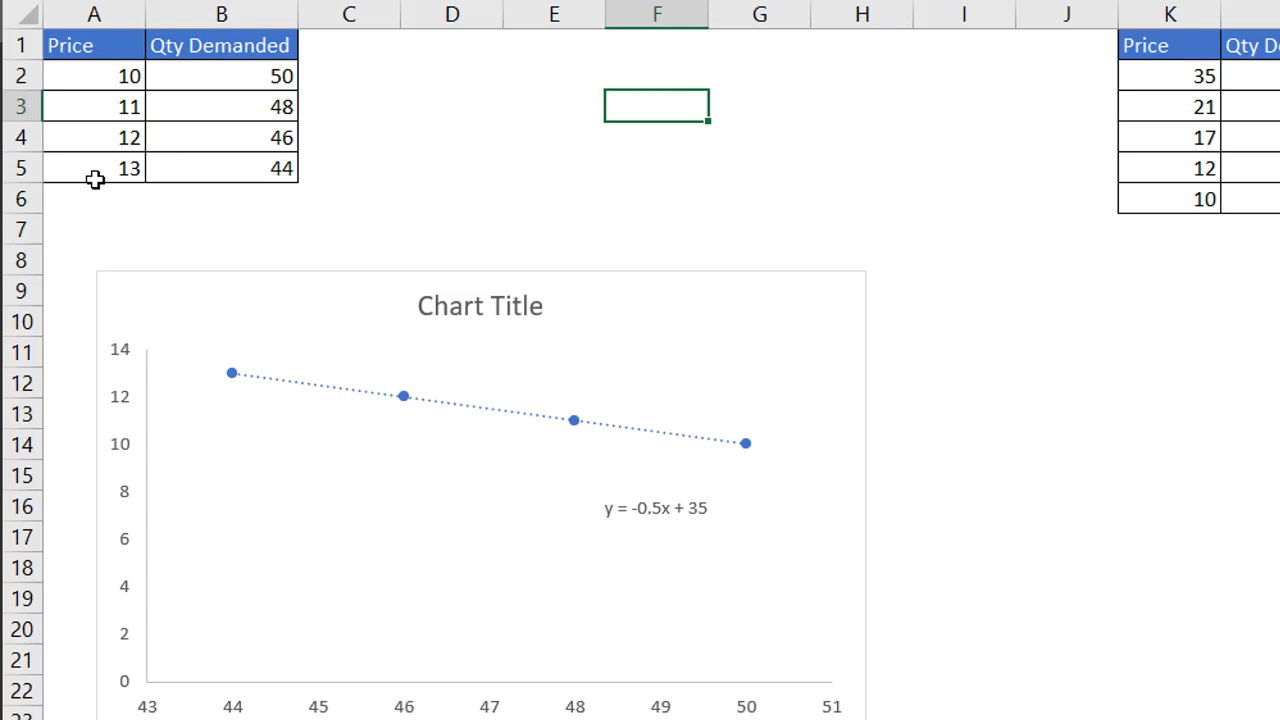 A B C D E F G H I J K
1 Price Qty Demanded Price Qty D
2 10 50 35
3 11 48 21
4 12 46 17
5 13 44 12
6 10
7
8
9
10 Chart Title
11 14
12
13 12
14 10
15
16 8 y = -0.5x + 35
17 6
18
19 4
20 2
21
22 0
43 44 45 46 47 48 49 50 51